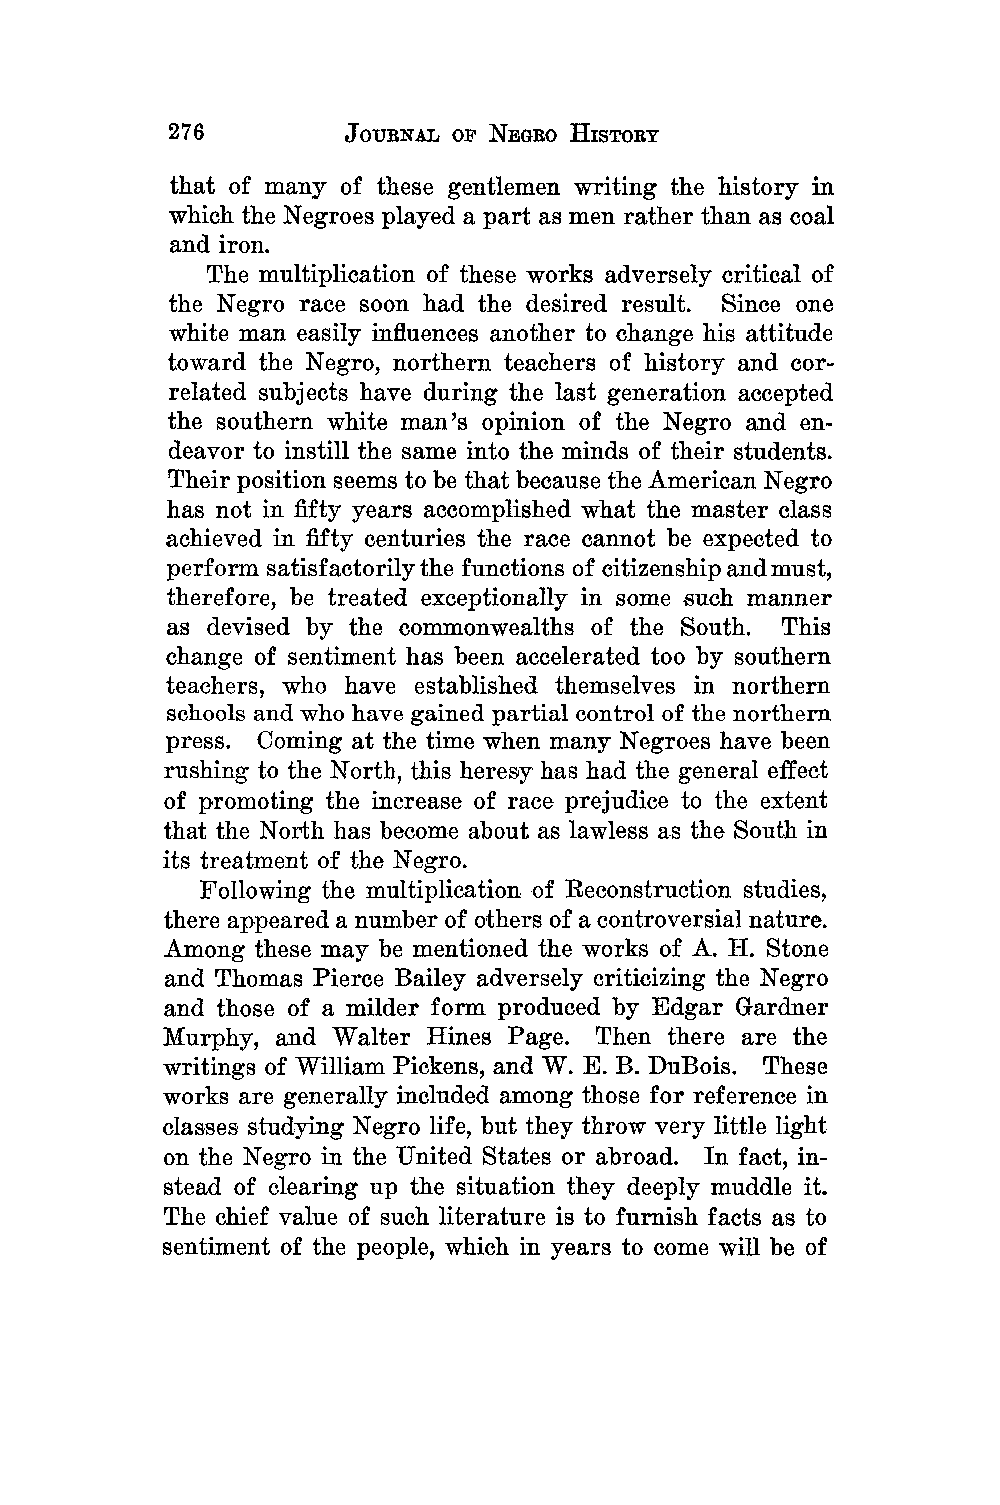 276 JOURNAL OF NEGRO HISTORY
that of many of these gentlemen writing the history in
which the Negroes played a part as men rather than as coal
and iron.
The multiplication of these works adversely critical of
the Negro race soon had the desired result. Since one
white man easily influences another to change his attitude
toward the Negro, northern teachers of history and cor-
related subjects have during the last generation accepted
the southern white man's opinion of the Negro and en-
deavor to instill the same into the minds of their students.
Their position seems to be that because the American Negro
has not in fifty years accomplished what the master class
achieved in fifty centuries the race cannot be expected to
perform satisfactorily the functions of citizenship and must,
therefore, be treated exceptionally in some such manner
as devised by the commonwealths of the South. This
change of sentiment has been accelerated too by southern
teachers, who have established themselves in northern
schools and who have gained partial control of the northern
press. Coming at the time when many Negroes have been
rushing to the North, this heresy has had the general effect
of promoting the increase of race prejudice to the extent
that the North has become about as lawless as the South in
its treatment of the Negro.
Following the multiplication of Reconstruction studies,
there appeared a number of others of a controversial nature.
Among these may be mentioned the works of A. H. Stone
and Thomas Pierce Bailey adversely criticizing the Negro
and those of a milder form produced by Edgar Gardner
Murphy, and Walter Hines Page. Then there are the
writings of William Pickens, and W. E. B. DuBois. These
works are generally included among those for reference in
classes studying Negro life, but they throw very little light
on the Negro in the United States or abroad. In fact, in-
stead of clearing up the situation they deeply muddle it.
The chief value of such literature is to furnish facts as to
sentiment of the people, which in years to come will be of